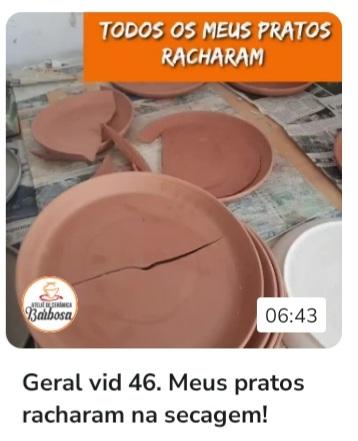 TODOS OS MEUS PRATOS
RACHARAM
ATELIÊ DE CERÂMICA
Barbosa
06:43
Geral vid 46. Meus pratos
racharam na secagem!